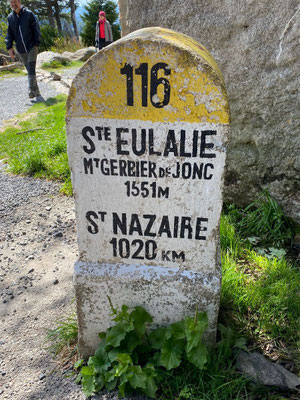 116
STE EULALIE
MT GERBIER DE JONC
1551M
ST NAZAIRE
1020 KM